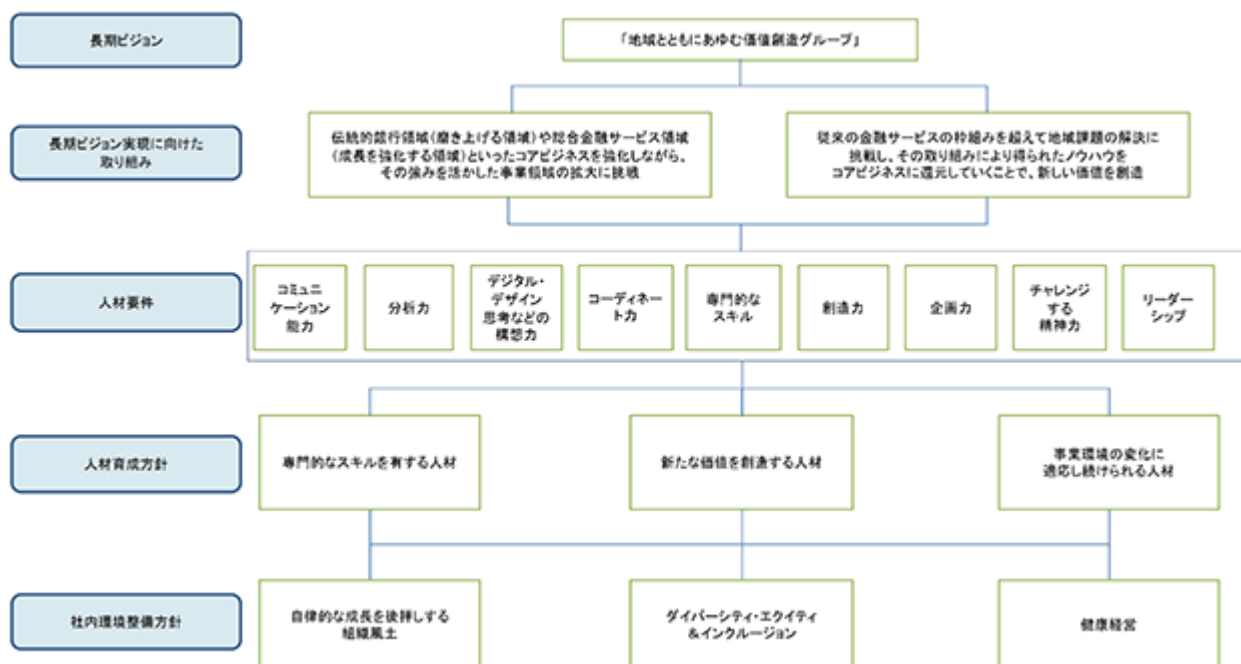 長期ビジョン
「地域とともにあゆむ価値創造グループ」
長期ビジョン実現に向けた
取り組み
伝統的銀行領域(磨き上げる領域)や総合金融サービス領域
(成長を強化する領域)といったコアビジネスを強化しながら、
その強みを活かした事業領域の拡大に挑戦
従来の金融サービスの枠組みを超えて地域課題の解決に
挑戦し、その取り組みにより得られたノウハウを
コアビジネスに還元していくことで、新しい価値を創造
人材要件
コミュニ
ケーション
能力
分析力
デジタル・
デザイン
思考などの
構想力
コーディネー
ト力
専門的な
スキル
創造力
企画力
チャレンジ
する
精神力
リーダー
シップ
人材育成方針
専門的なスキルを有する人材
新たな価値を創造する人材
事業環境の変化に
適応し続けられる人材
社内環境整備方針
自律的な成長を後押しする
組織風土
ダイバーシティ・エクイティ
&インクルージョン
健康経営